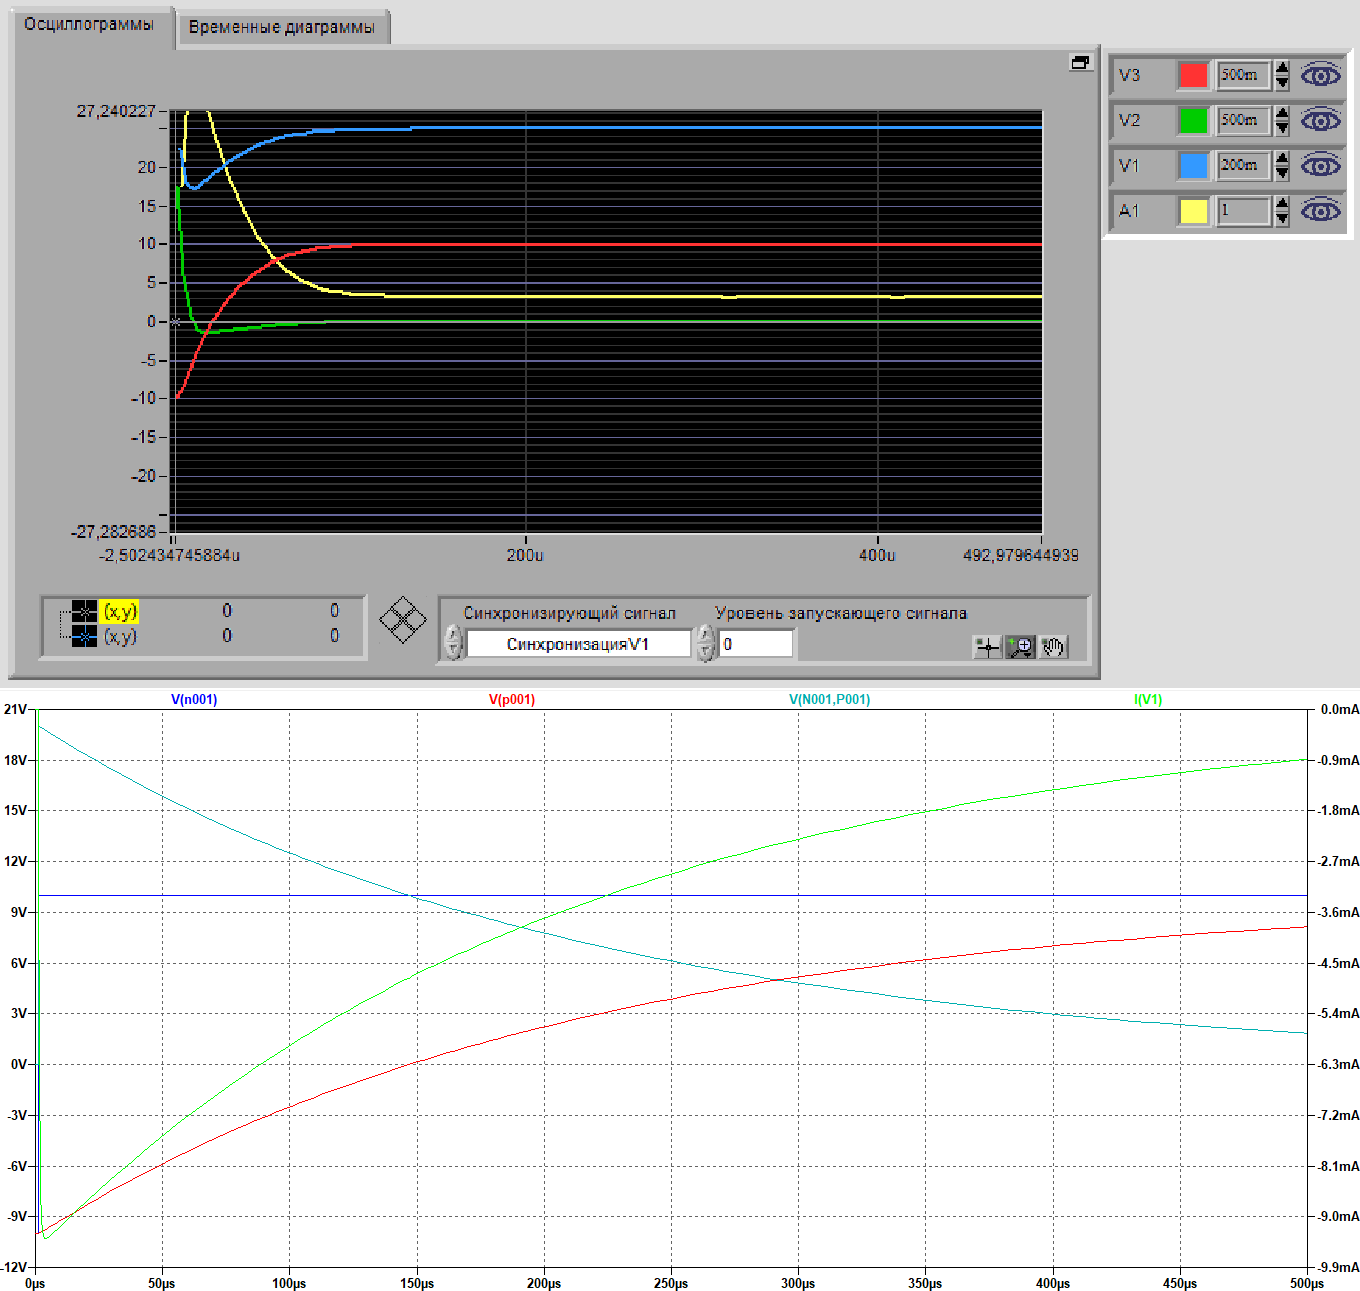 Осциллограммы
Временные диаграммы
V3 500m
V2 500m
V1 200m
A1 1
27,240227
20
15
10
5
0
-5
-10
-15
-20
-27,282686
-2,502434745884u 200u 400u 492,979644939
(x,y) 0 0
(x,y) 0 0
Синхронизирующий сигнал Уровень запускающего сигнала
СинхронизацияV1 0
V(n001) V(p001) V(N001,P001) I(V1)
21V 0.0mA
18V -0.9mA
15V -1.8mA
12V -2.7mA
9V -3.6mA
6V -4.5mA
3V -5.4mA
0V -6.3mA
-3V -7.2mA
-6V -8.1mA
-9V -9.0mA
-12V -9.9mA
0µs 50µs 100µs 150µs 200µs 250µs 300µs 350µs 400µs 450µs 500µs